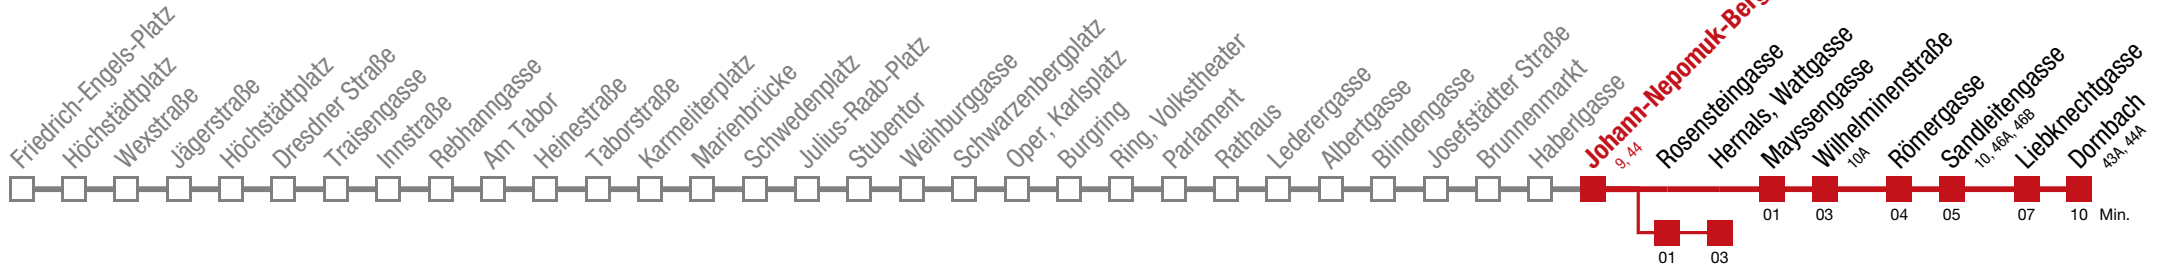 Friedrich-Engels-Platz
Höchstädtplatz
Wexstraße
Jägerstraße
Höchstädtplatz
Dresdner Straße
Traisengasse
Innstraße
Rebhanngasse
Am Tabor
Heinestraße
Taborstraße
Karmeliterplatz
Marienbrücke
Schwedenplatz
Julius-Raab-Platz
Stubentor
Weihburggasse
Schwarzenbergplatz
Oper, Karlsplatz
Burgring
Ring, Volkstheater
Parlament
Rathaus
Lederergasse
Albertgasse
Blindengasse
Josefstädter Straße
Brunnenmarkt
Haberlgasse
Johann-Nepomuk-Berg
9, 44
Rosensteingasse
Hernals, Wattgasse
Mayssengasse
Wilhelminenstraße
10A
Römergasse
Sandleitengasse
10, 46A, 46B
Liebknechtgasse
Dornbach
43A, 44A
01 03 04 05 07 10 Min.
01 03